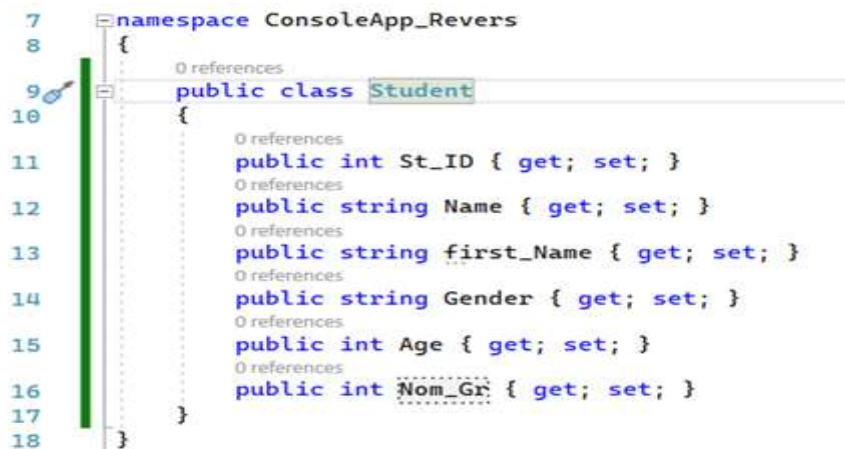 7 namespace ConsoleApp_Revers
8 {
0 references
9 public class Student
10 {
0 references
11 public int St_ID { get; set; }
0 references
12 public string Name { get; set; }
0 references
13 public string first_Name { get; set; }
0 references
14 public string Gender { get; set; }
0 references
15 public int Age { get; set; }
0 references
16 public int Nom_Gr { get; set; }
17 }
18 }